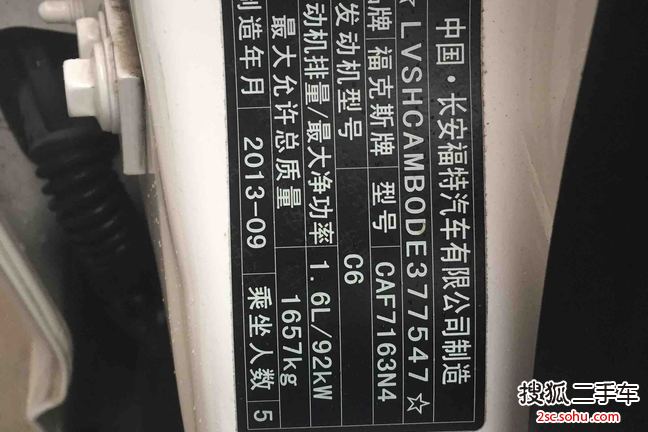 中国·长安福特汽车有限公司制造
LVSHCAMB0DE377547☆
品牌 福克斯牌 型号 CAF7163N4
发动机型号 C6
动机排量/最大净功率 1.6L/92kW
最大允许总质量 1657kg
制造年月 2013-09 乘坐人数 5
搜狐二手车
2sc.sohu.com